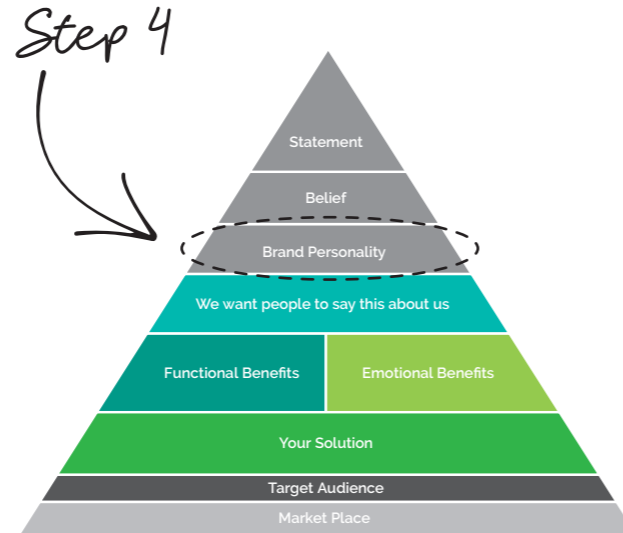 Step 4
Statement
Belief
Brand Personality
We want people to say this about us
Functional Benefits
Emotional Benefits
Your Solution
Target Audience
Market Place